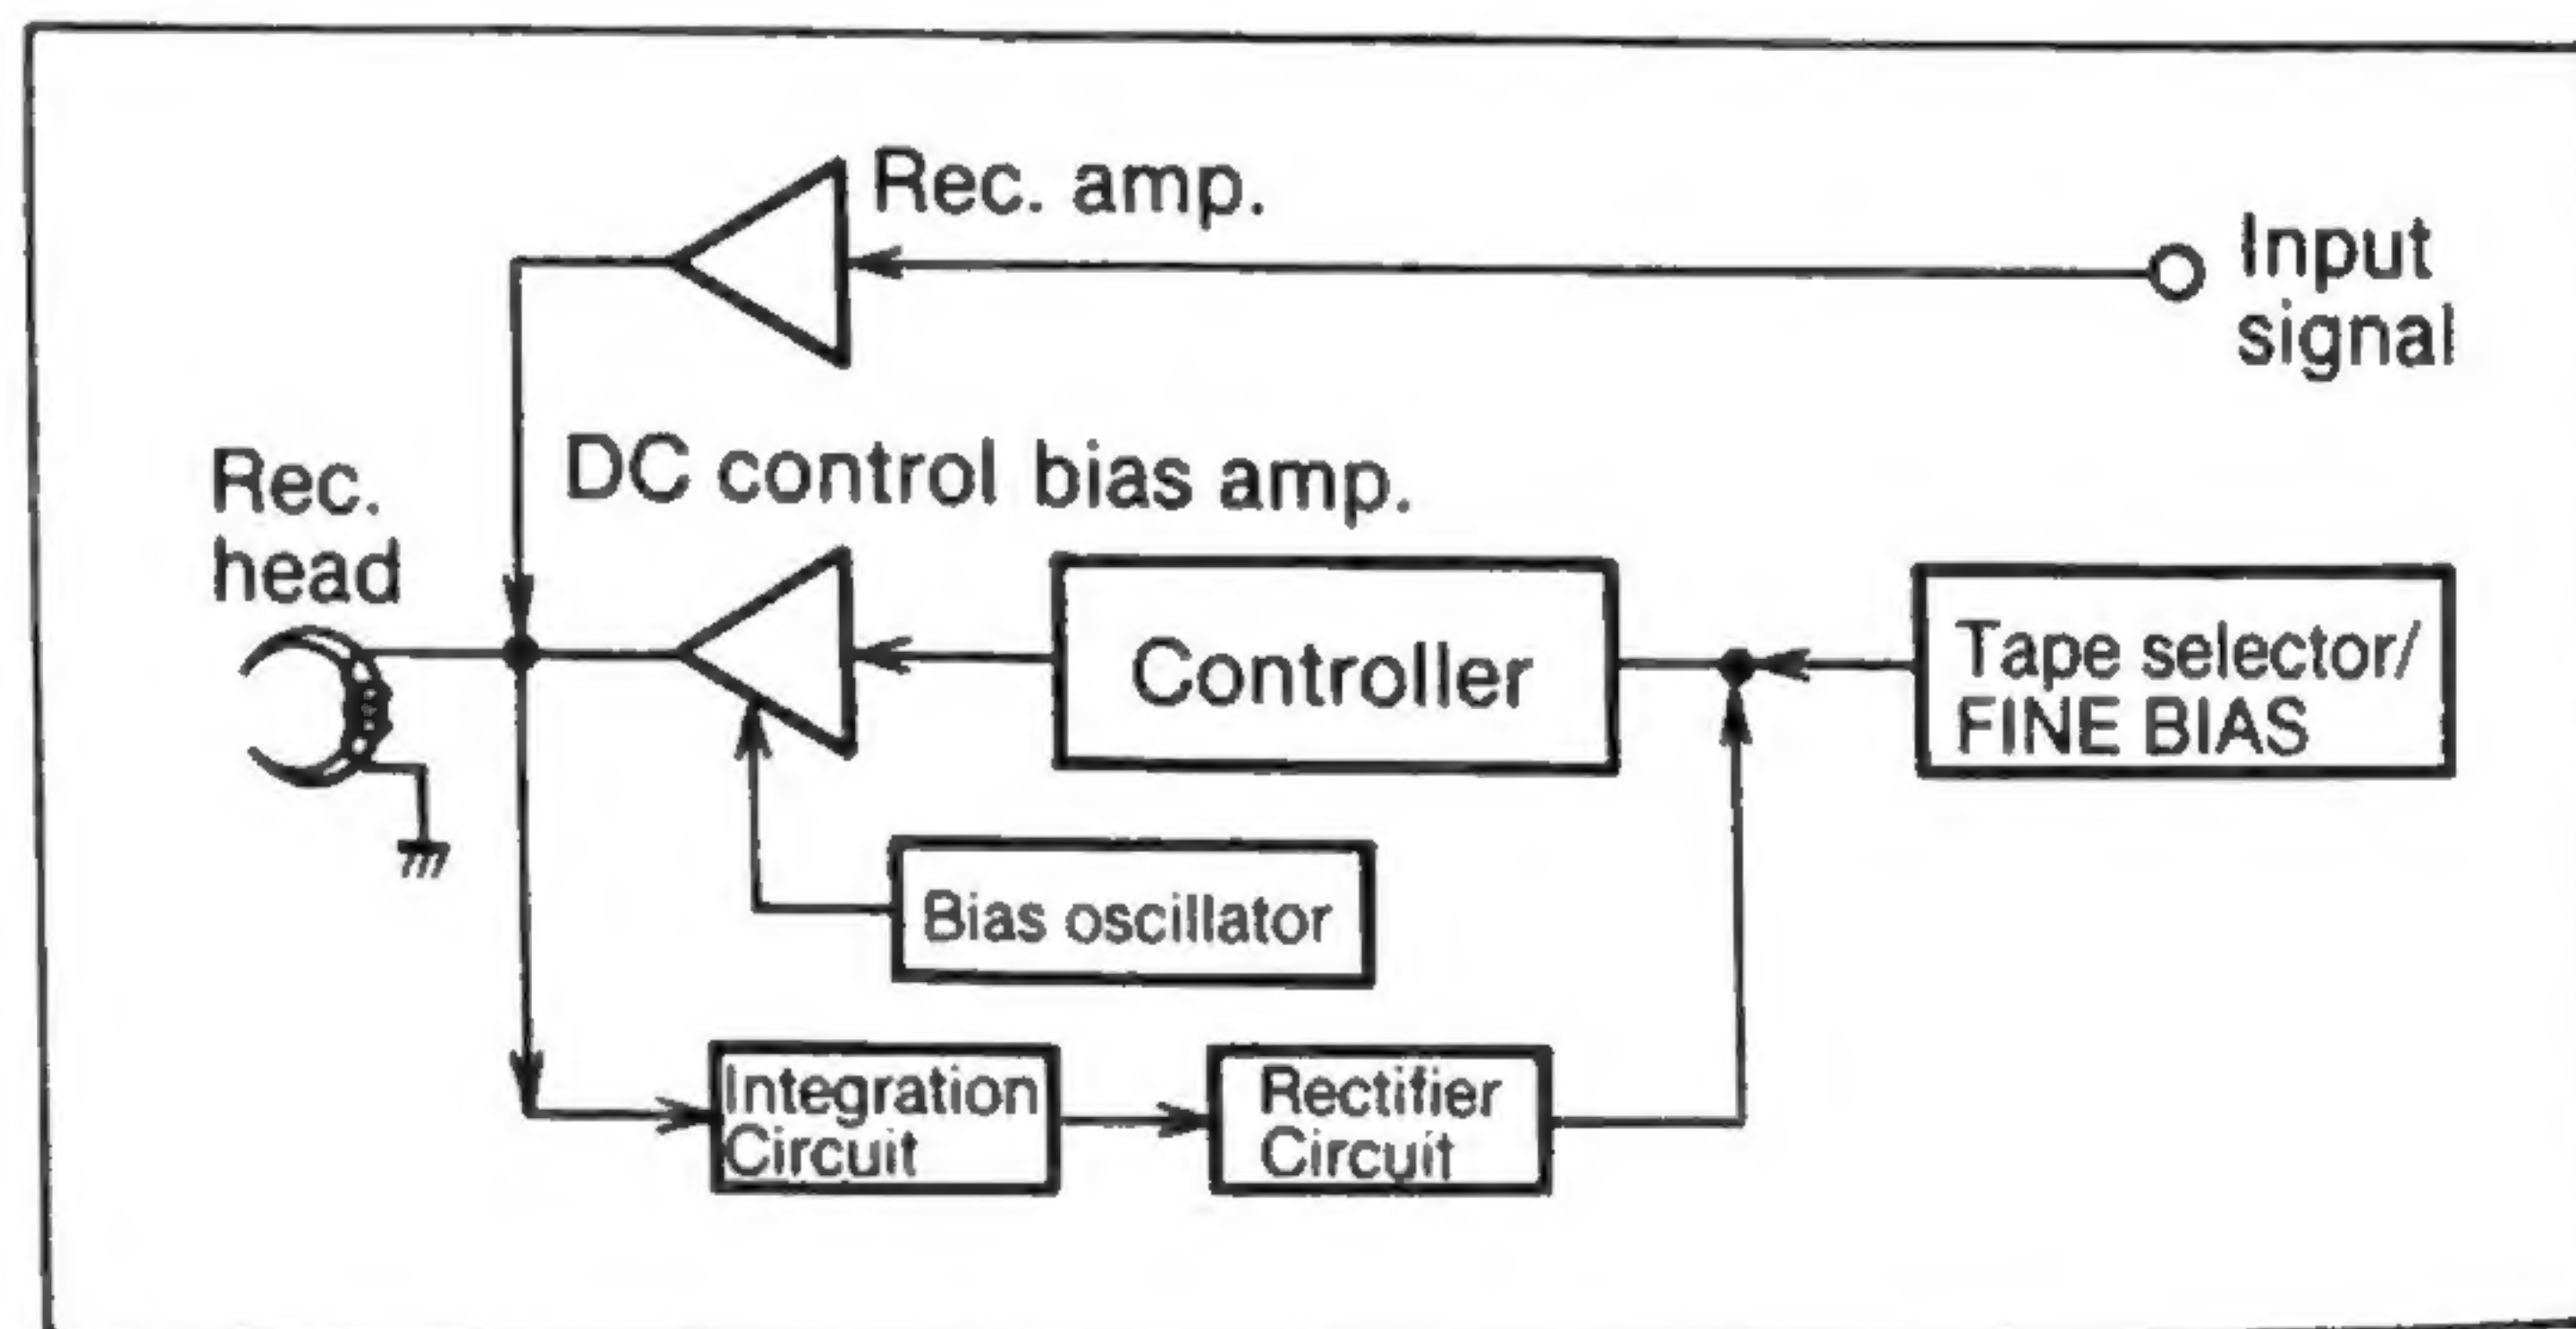 Rec. amp.
Input
signal
DC control bias amp.
Rec.
head
Controller
Tape selector/
FINE BIAS
Bias oscillator
Integration
Circuit
Rectifier
Circuit